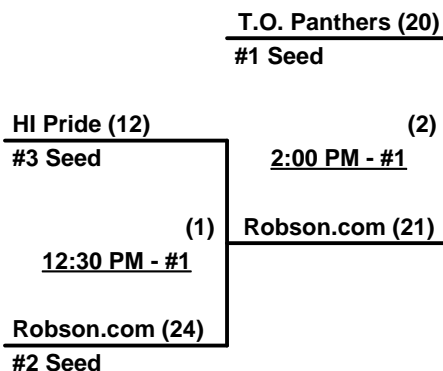 T.O. Panthers (20)
#1 Seed
HI Pride (12)
(2)
#3 Seed
2:00 PM - #1
(1)
Robson.com (21)
12:30 PM - #1
Robson.com (24)
#2 Seed